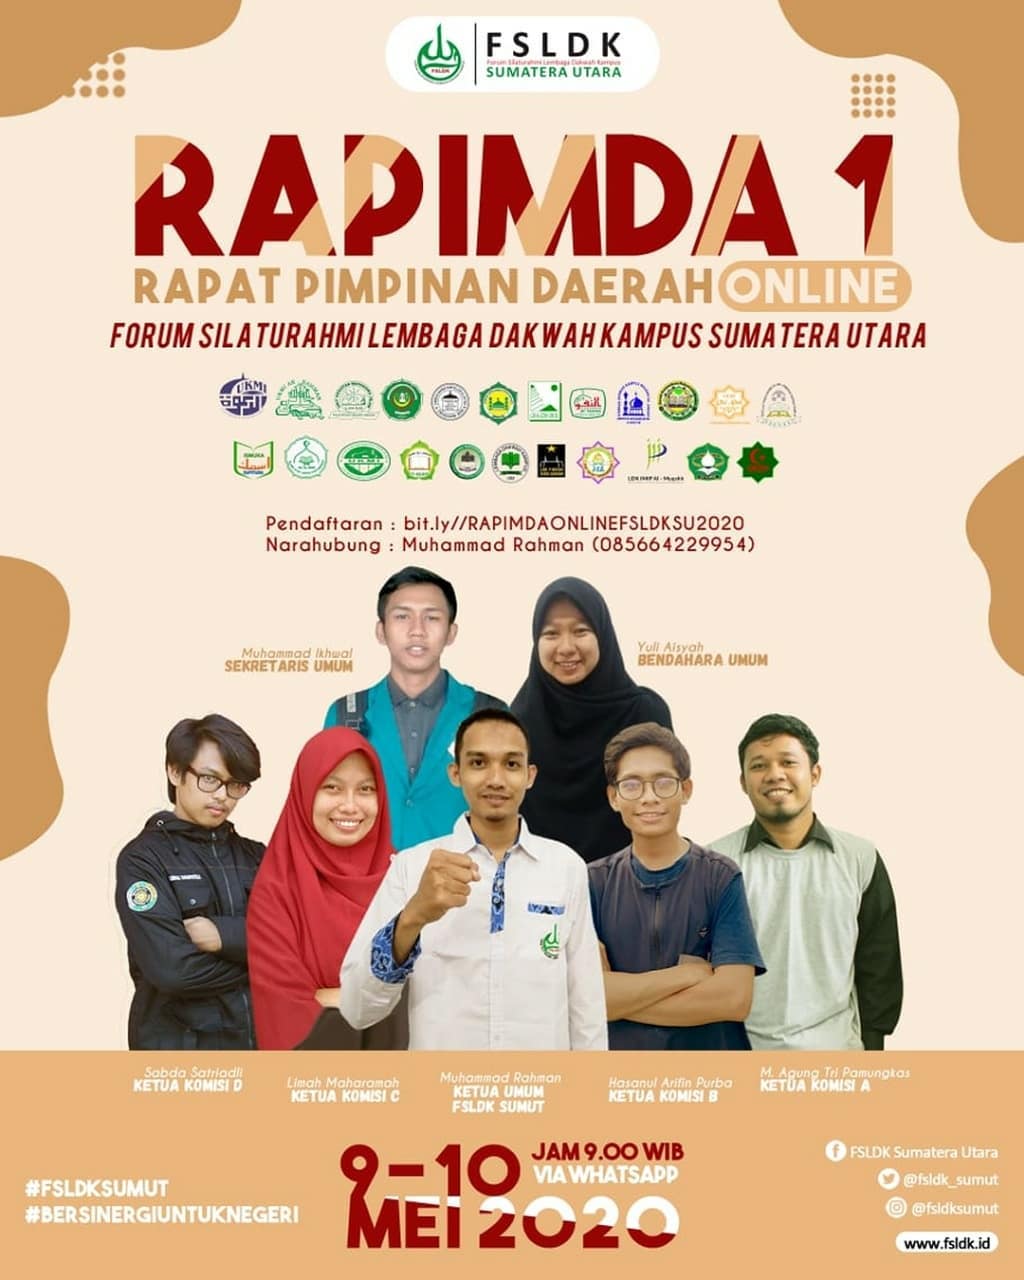 FSLDK
Forum Silaturahmi Lembaga Dakwah Kampus
SUMATERA UTARA
FSLDK
RAPIMDA 1
RAPAT PIMPINAN DAERAH ONLINE
FORUM SILATURAHMI LEMBAGA DAKWAH KAMPUS SUMATERA UTARA
UKMI
Pendaftaran : bit.ly//RAPIMDAONLINEFSLDKSU2020
Narahubung : Muhammad Rahman (085664229954)
Muhammad Ikhwal
SEKRETARIS UMUM
Yuli Aisyah
BENDAHARA UMUM
Sabda Satriadli
KETUA KOMISI D
Limah Maharamah
KETUA KOMISI C
Muhammad Rahman
KETUA UMUM
FSLDK SUMUT
Hasanul Arifin Purba
KETUA KOMISI B
M. Agung Tri Pamungkas
KETUA KOMISI A
9-10
MEI 2020
JAM 9.00 WIB
VIA WHATSAPP
#FSLDKSUMUT
#BERSINERGIUNTUKNEGERI
FSLDK Sumatera Utara
@fsldk_sumut
@fsldksumut
www.fsldk.id